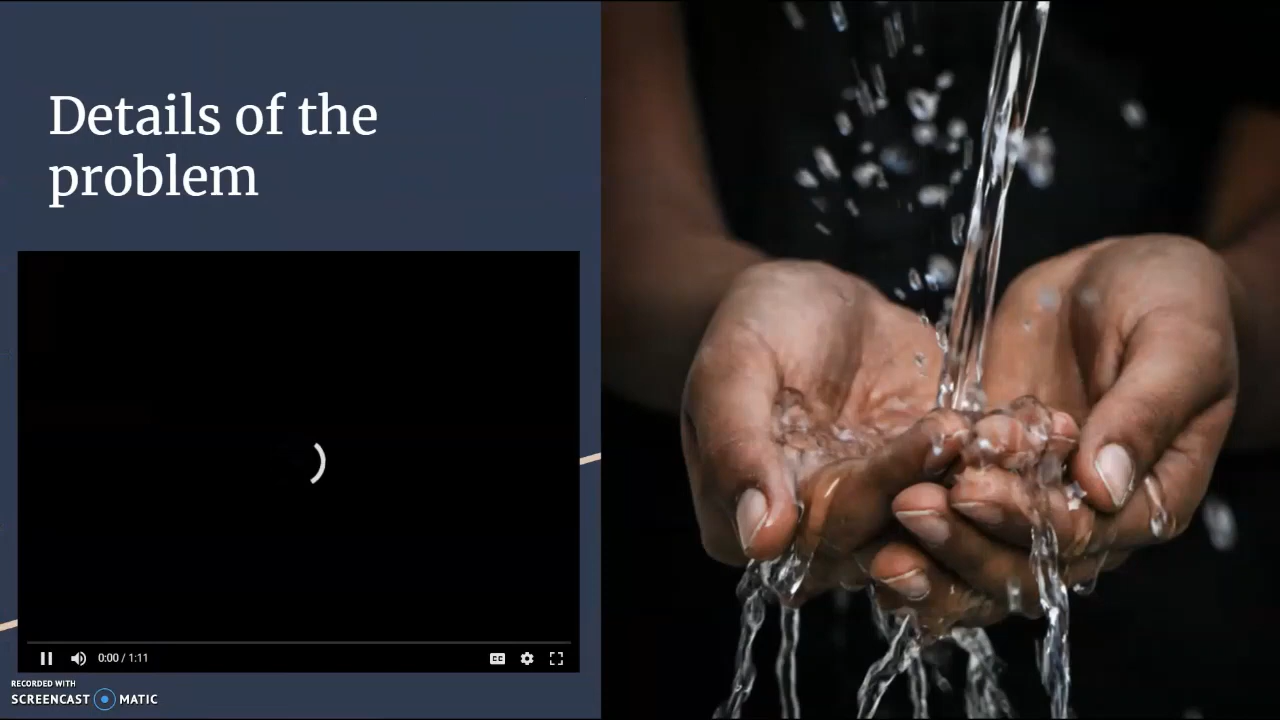 Details of the
problem
0:00 / 1:11
CC
RECORDED WITH
SCREENCAST MATIC